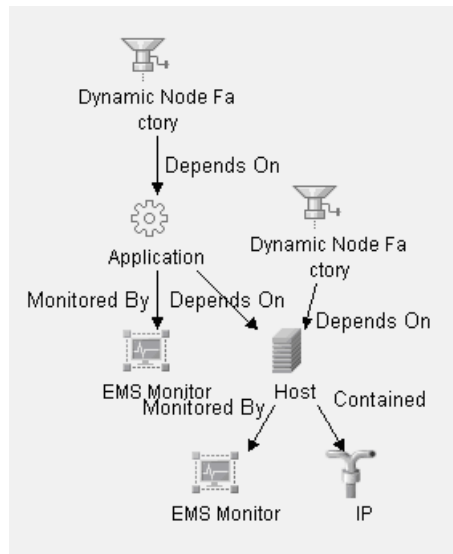 Dynamic Node Fa
ctory
Depends On
Application
Dynamic Node Fa
ctory
Monitored By
Depends On
Depends On
EMS Monitor
Host
Monitored By
Contained
EMS Monitor
IP